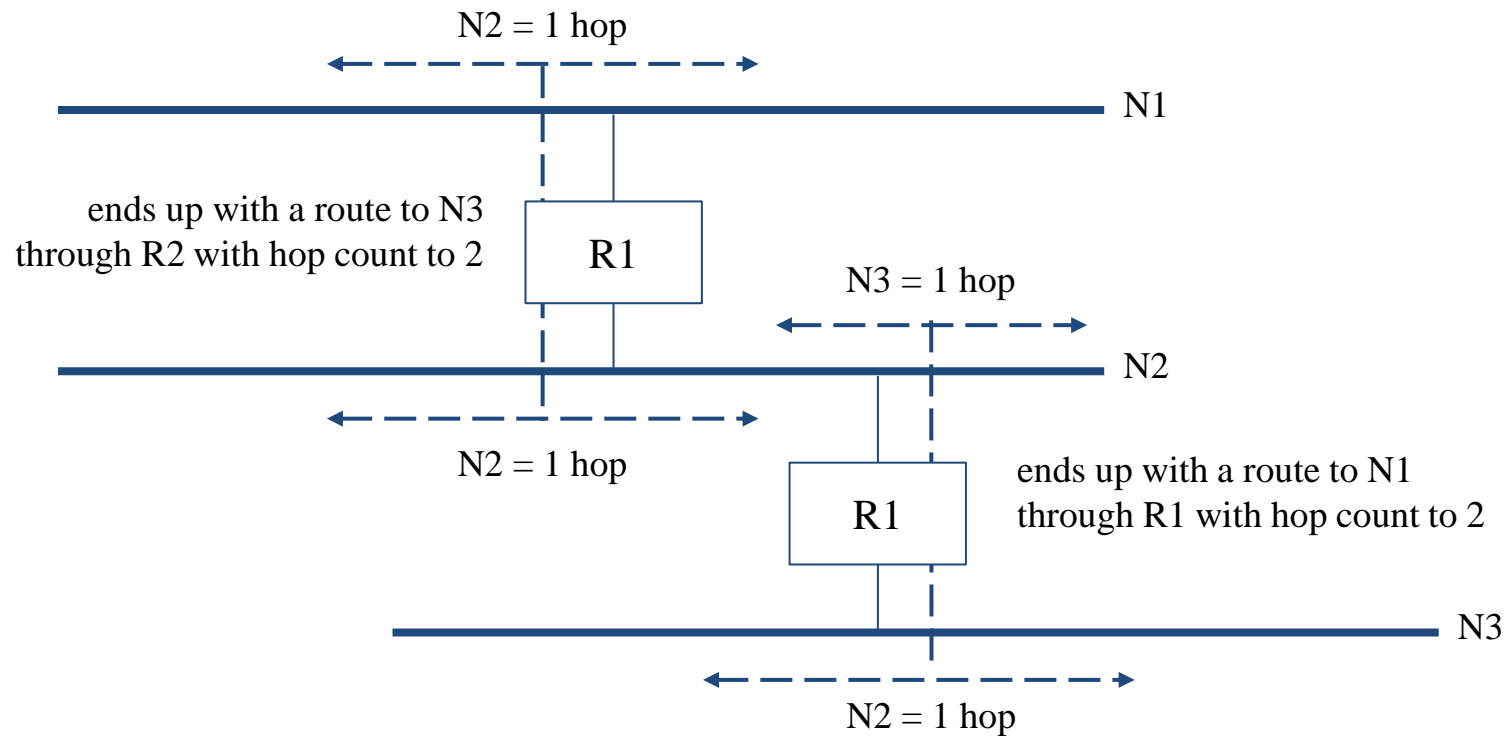 N2 = 1 hop
N1
ends up with a route to N3
through R2 with hop count to 2
R1
N3 = 1 hop
N2
N2 = 1 hop
R1
ends up with a route to N1
through R1 with hop count to 2
N3
N2 = 1 hop